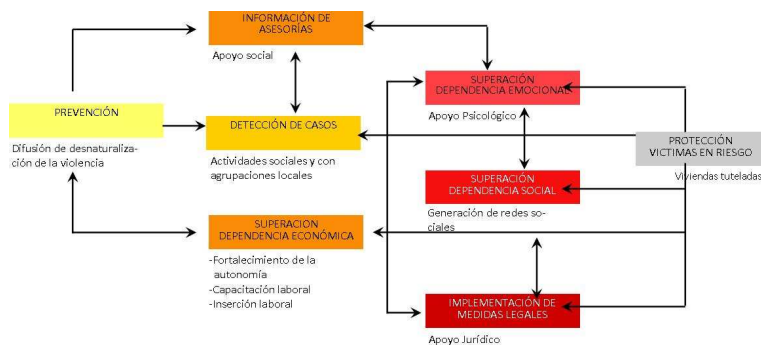 INFORMACIÓN DE
ASESORÍAS
Apoyo social
PREVENCIÓN
Difusión de desnaturaliza-
ción de la violencia
DETECCIÓN DE CASOS
Actividades sociales y con
agrupaciones locales
SUPERACION
DEPENDENCIA ECONÓMICA
-Fortalecimiento de la
autonomía
-Capacitación laboral
-Inserción laboral
SUPERACIÓN
DEPENDENCIA EMOCIONAL
Apoyo Psicológico
SUPERACIÓN
DEPENDENCIA SOCIAL
Generación de redes so-
ciales
IMPLEMENTACIÓN DE
MEDIDAS LEGALES
Apoyo Jurídico
PROTECCIÓN
VICTIMAS EN RIESGO
Viviendas tuteladas